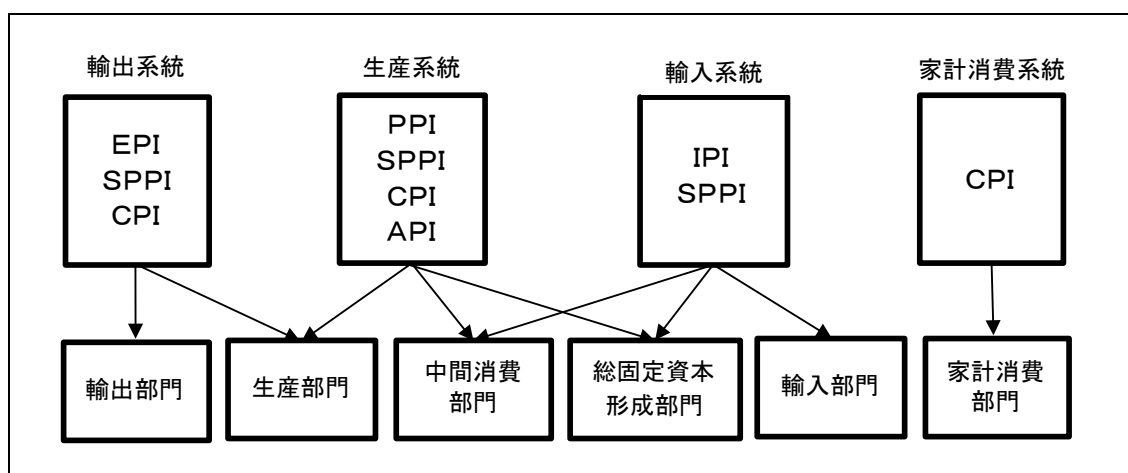 輸出系統
生産系統
輸入系統
家計消費系統
EPI
SPPI
CPI
PPI
SPPI
CPI
API
IPI
SPPI
CPI
輸出部門
生産部門
中間消費
部門
総固定資本
形成部門
輸入部門
家計消費
部門